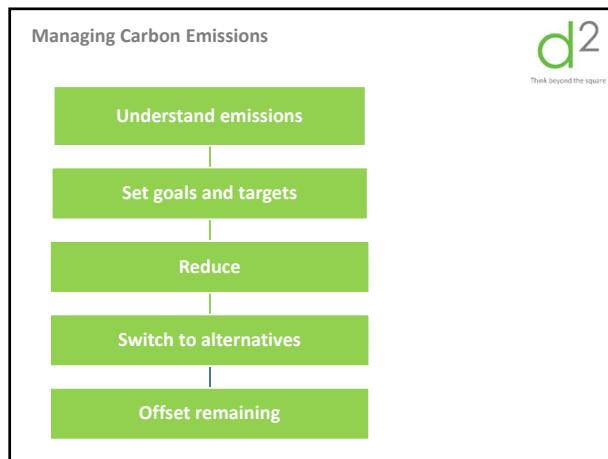 Managing Carbon Emissions
d2
Think beyond the square
Understand emissions
Set goals and targets
Reduce
Switch to alternatives
Offset remaining